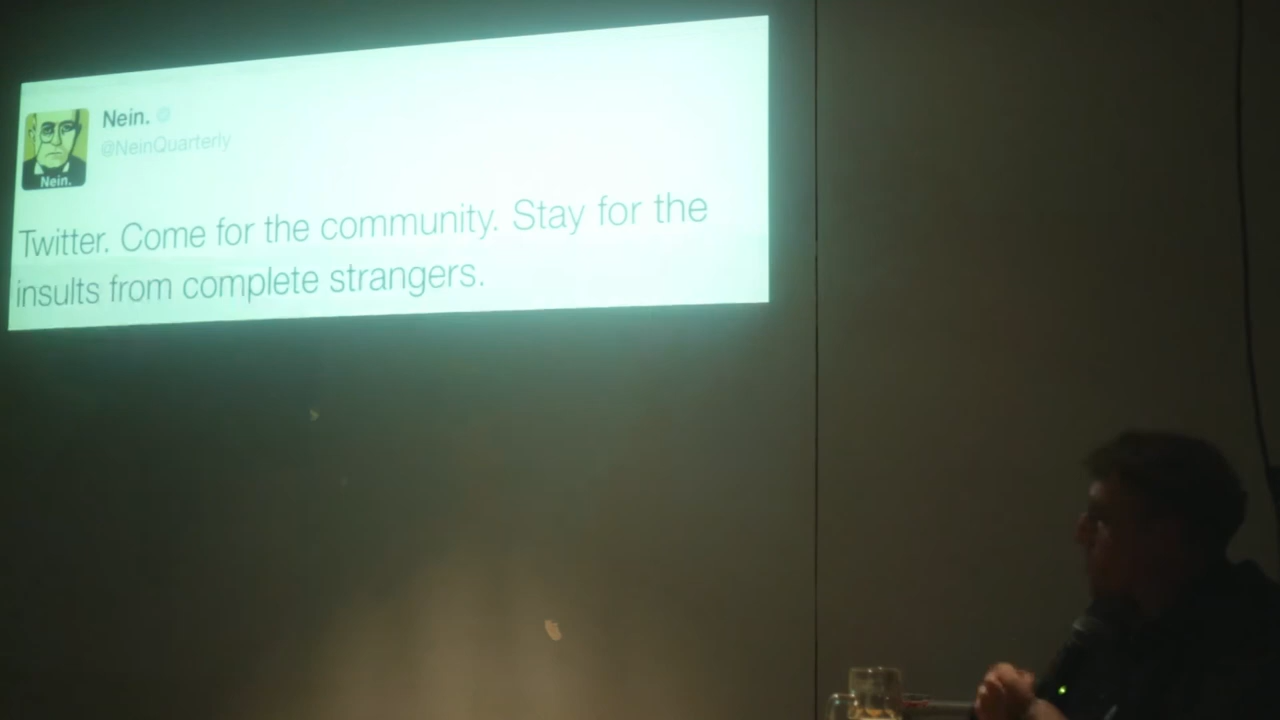 Nein.
@NeinQuarterly
Nein.
Twitter. Come for the community. Stay for the
insults from complete strangers.